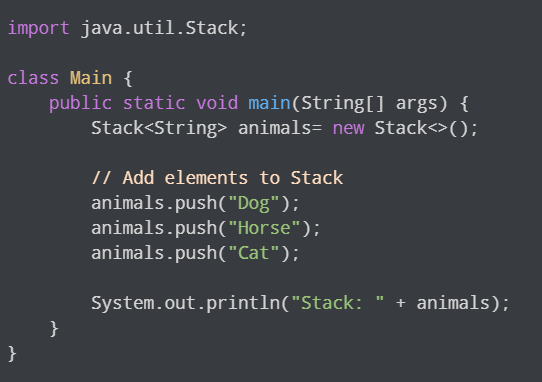 import java.util.Stack;
class Main {
    public static void main(String[] args) {
        Stack<String> animals= new Stack<>();
        // Add elements to Stack
        animals.push("Dog");
        animals.push("Horse");
        animals.push("Cat");
        System.out.println("Stack: " + animals);
    }
}